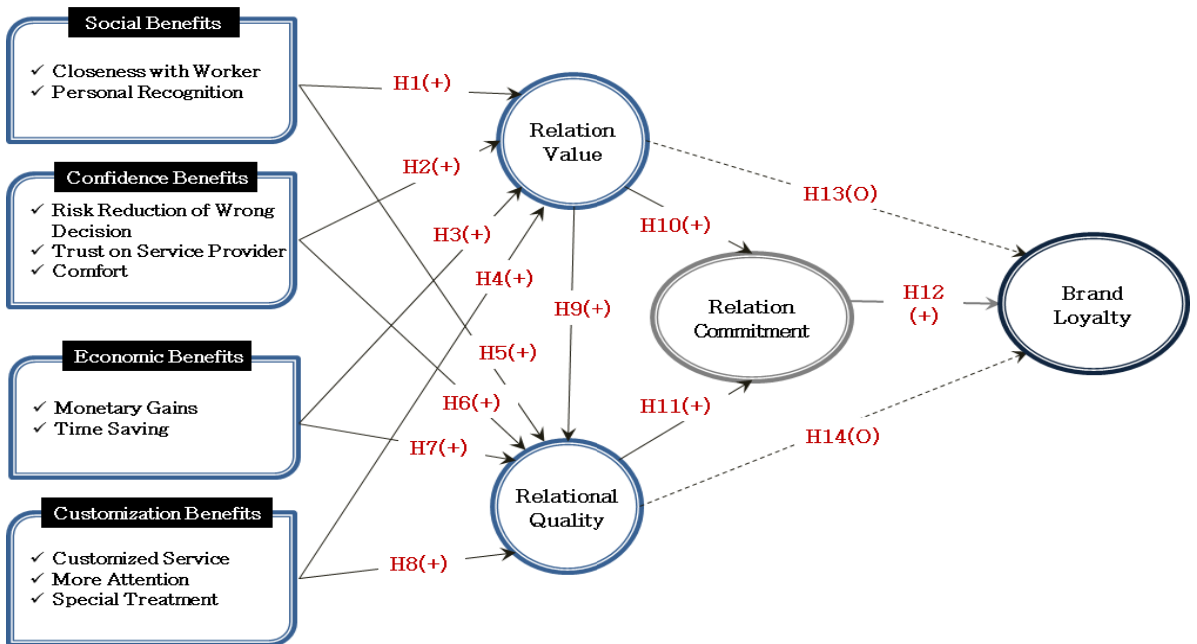 Social Benefits
✓ Closeness with Worker
✓ Personal Recognition
Confidence Benefits
✓ Risk Reduction of Wrong
Decision
✓ Trust on Service Provider
✓ Comfort
Economic Benefits
✓ Monetary Gains
✓ Time Saving
Customization Benefits
✓ Customized Service
✓ More Attention
✓ Special Treatment
H1(+)
H2(+)
H3(+)
H4(+)
H5(+)
H6(+)
H7(+)
H8(+)
Relation
Value
H9(+)
Relational
Quality
H10(+)
H11(+)
Relation
Commitment
H13(O)
H12
(+)
H14(O)
Brand
Loyalty